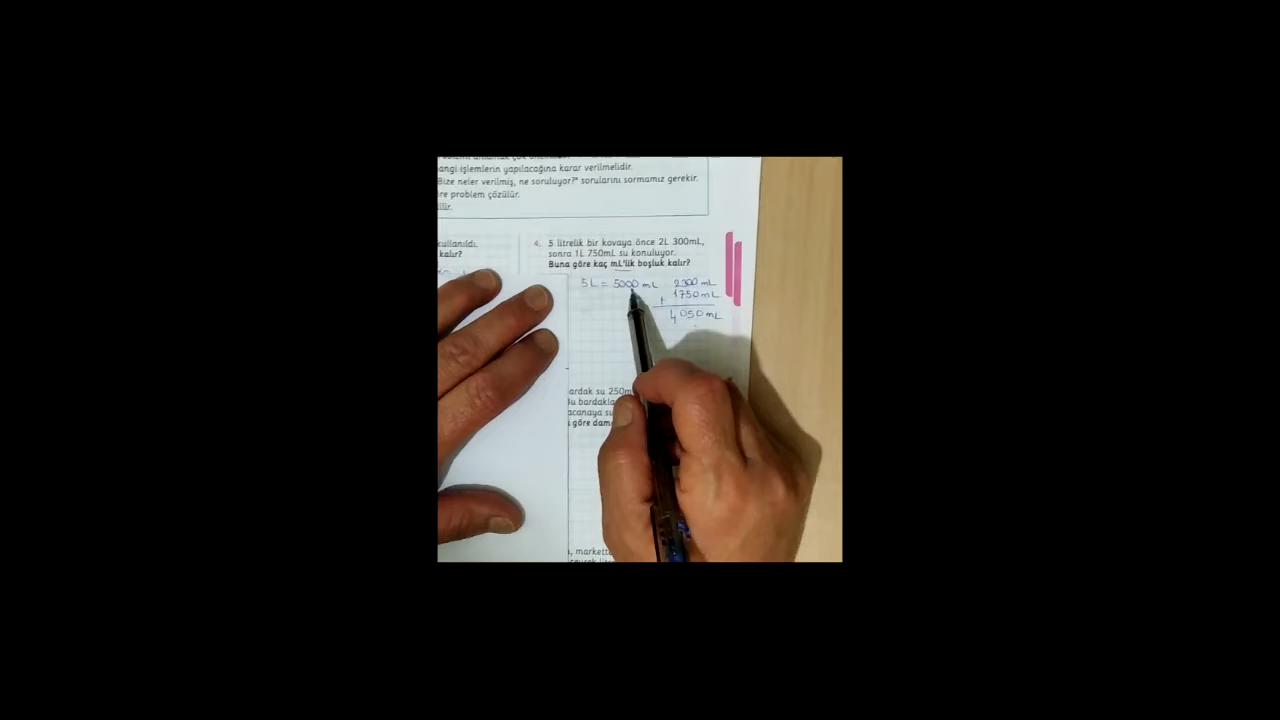 angi işlemlerin yapılacağına karar verilmelidir.
Bize neler verilmiş, ne soruluyor?" sorularını sormamız gerekir.
ire problem çözülür.
ilir.
kullanıldı.
kalır?
4. 5 litrelik bir kovaya önce 2L 300mL,
sonra 1L 750mL su konuluyor.
Buna göre kaç mL'lik boşluk kalır?
5L = 5000 mL
2300 mL
+ 1750 mL
4050 mL
ardak su 250m
Bu bardakla
acanaya su
göre dam
, markett